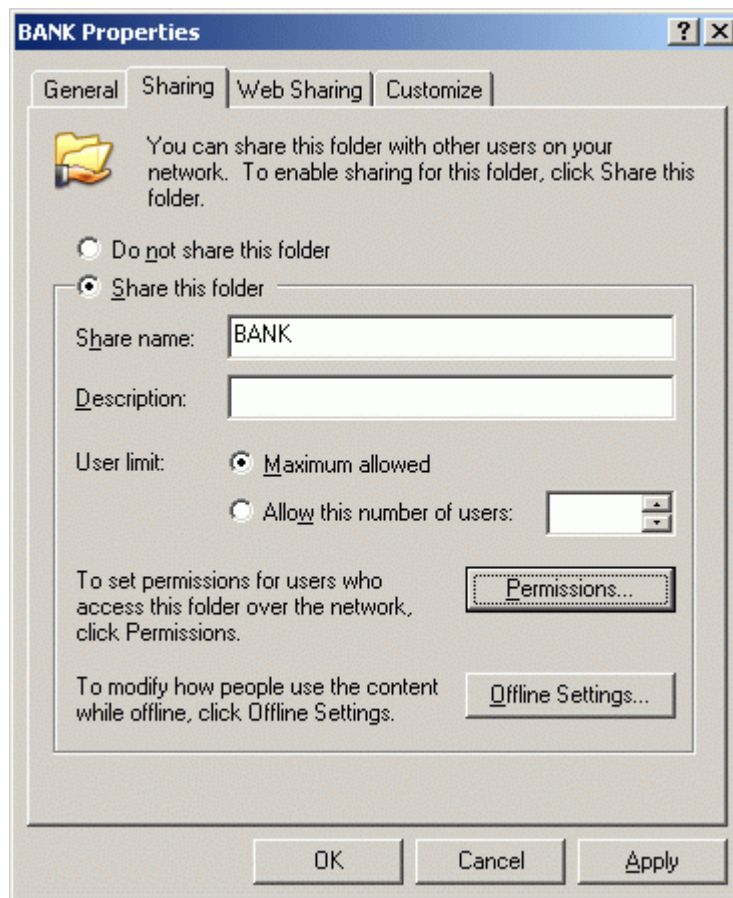 BANK Properties
General Sharing Web Sharing Customize
You can share this folder with other users on your
network. To enable sharing for this folder, click Share this
folder.
Do not share this folder
Share this folder
Share name: BANK
Description:
User limit: Maximum allowed
Allow this number of users:
To set permissions for users who
access this folder over the network,
click Permissions.
Permissions...
To modify how people use the content
while offline, click Offline Settings.
Offline Settings...
OK Cancel Apply